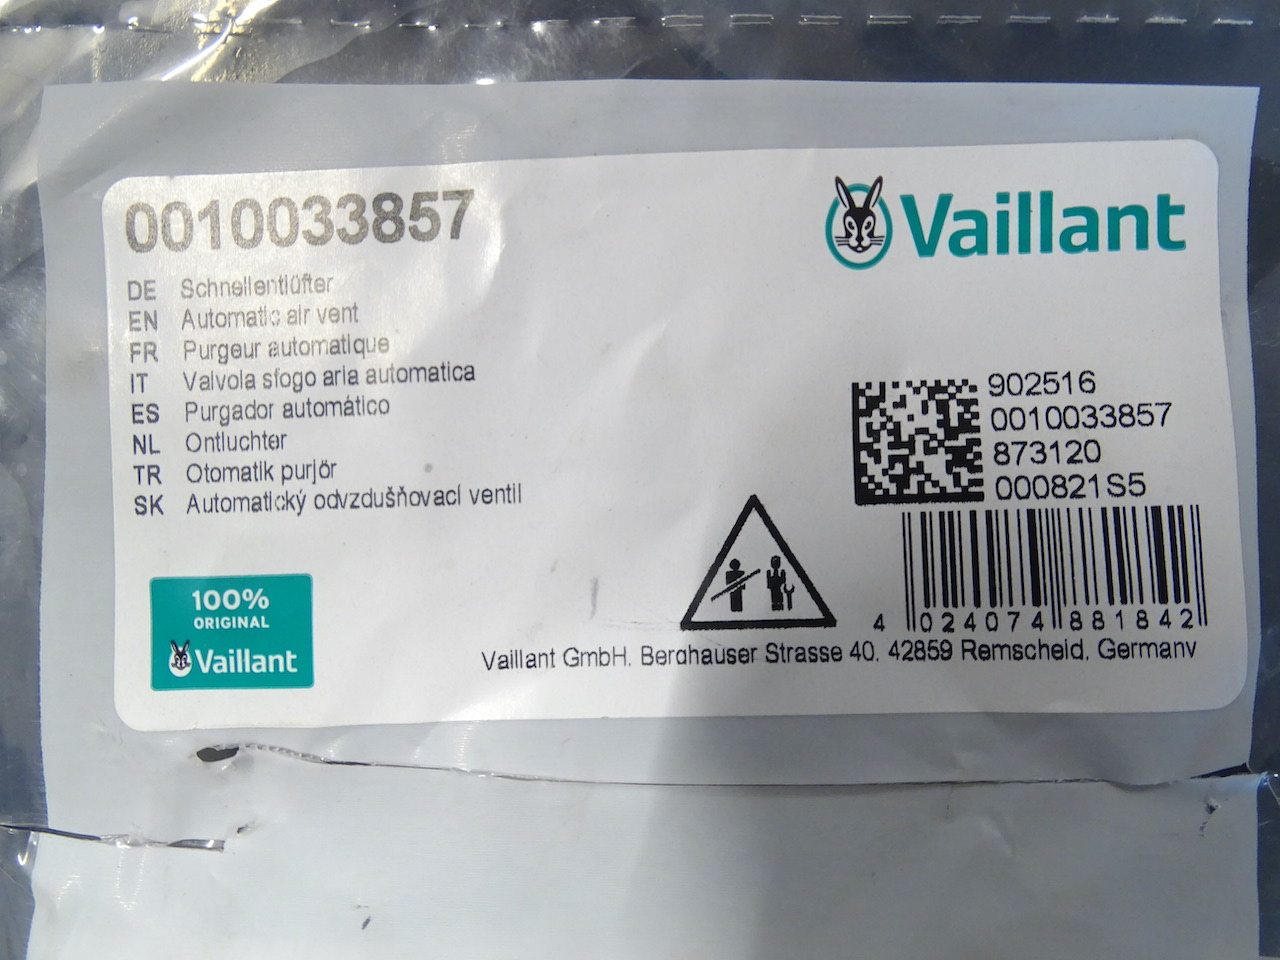 0010033857
Vaillant
DE Schnellentlüfter
EN Automatic air vent
FR Purgeur automatique
IT Valvola sfogo aria automatica
ES Purgador automático
NL Ontluchter
TR Otomatik purjör
SK Automatický odvzdušňovací ventil
902516
0010033857
873120
000821S5
4 024074 881842
100%
ORIGINAL
Vaillant
Vaillant GmbH, Berghauser Strasse 40, 42859 Remscheid, Germany